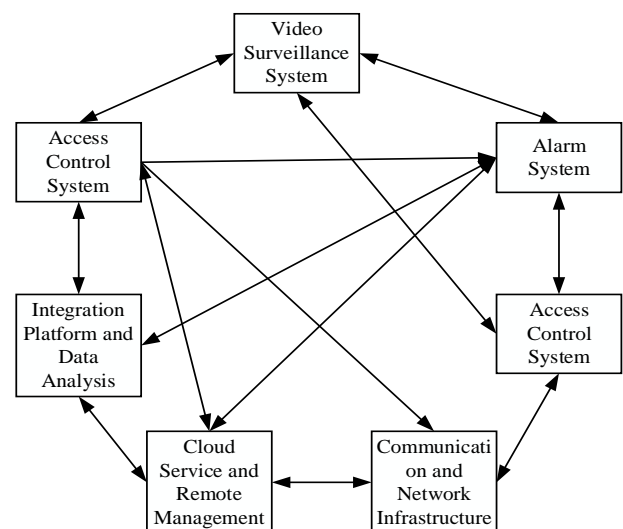 Video
Surveillance
System
Access
Control
System
Alarm
System
Integration
Platform and
Data
Analysis
Access
Control
System
Cloud
Service and
Remote
Management
Communicati
on and
Network
Infrastructure